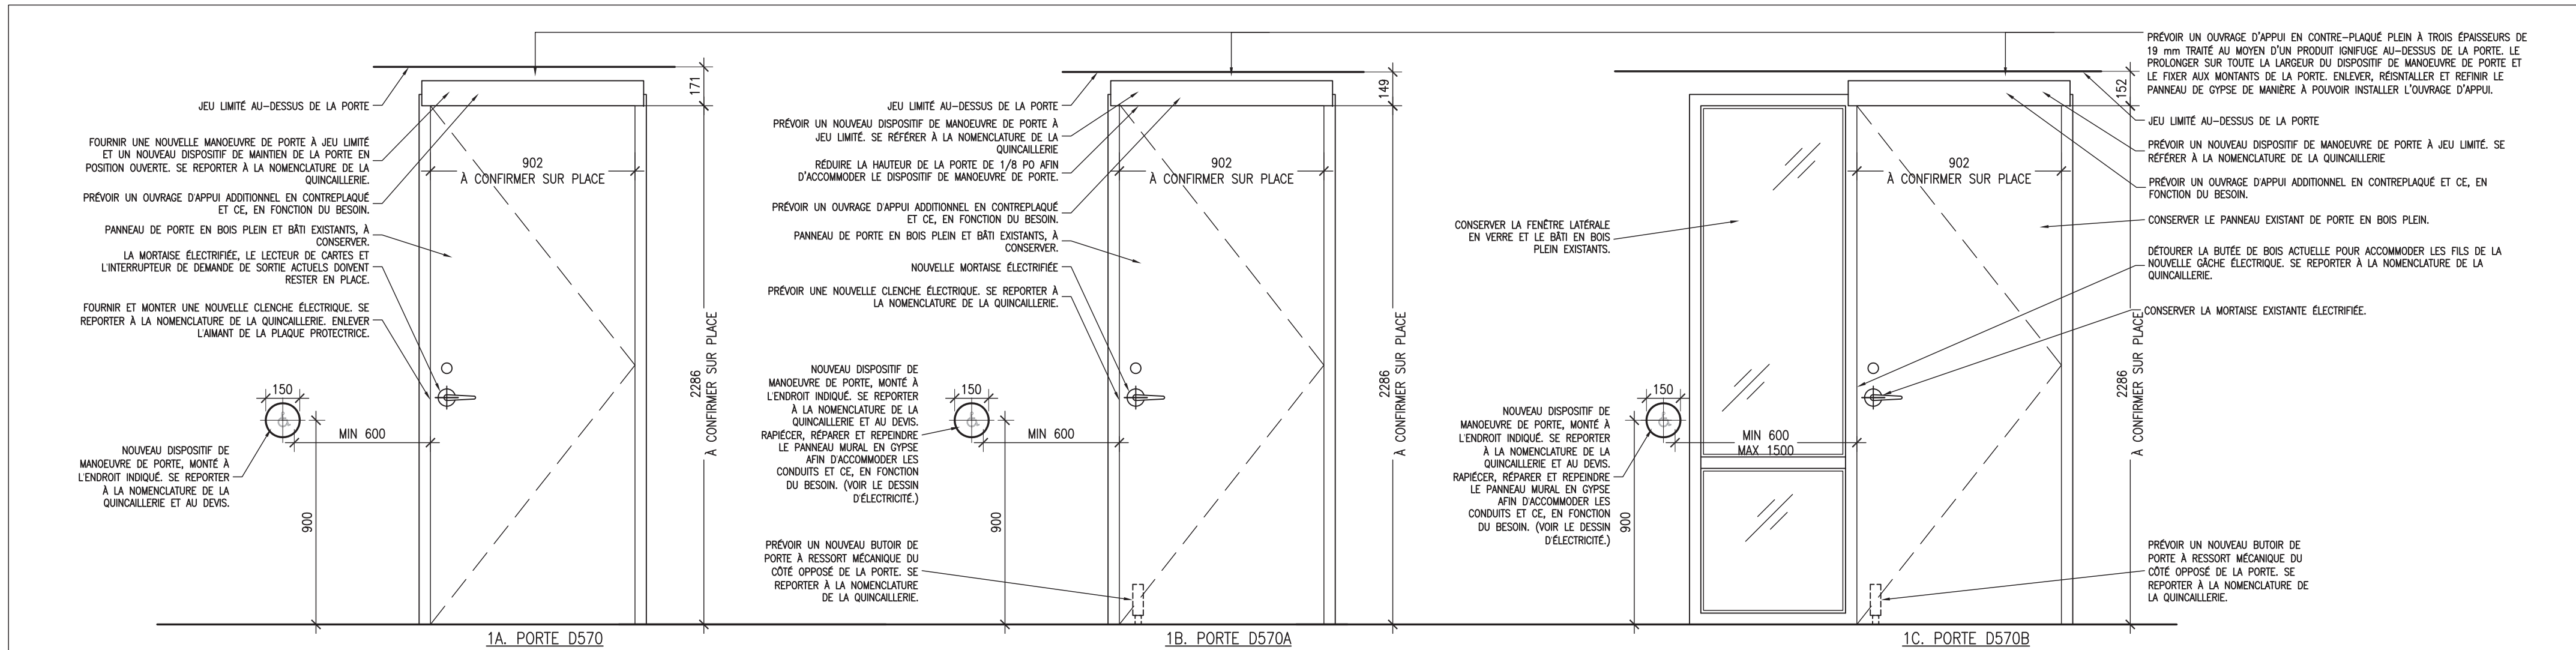 JEU LIMITÉ AU-DESSUS DE LA PORTE
FOURNIR UNE NOUVELLE MANOEUVRE DE PORTE À JEU LIMITÉ
ET UN NOUVEAU DISPOSITIF DE MAINTIEN DE LA PORTE EN
POSITION OUVERTE. SE REPORTER À LA NOMENCLATURE DE LA
QUINCAILLERIE.
PRÉVOIR UN OUVRAGE D'APPUI ADDITIONNEL EN CONTREPLAQUÉ
ET CE, EN FONCTION DU BESOIN.
PANNEAU DE PORTE EN BOIS PLEIN ET BÂTI EXISTANTS, À
CONSERVER.
LA MORTAISE ÉLECTRIFIÉE, LE LECTEUR DE CARTES ET
L'INTERRUPTEUR DE DEMANDE DE SORTIE ACTUELS DOIVENT
RESTER EN PLACE.
FOURNIR ET MONTER UNE NOUVELLE CLENCHE ÉLECTRIQUE. SE
REPORTER À LA NOMENCLATURE DE LA QUINCAILLERIE. ENLEVER
L'AIMANT DE LA PLAQUE PROTECTRICE.
150
MIN 600
NOUVEAU DISPOSITIF DE
MANOEUVRE DE PORTE, MONTÉ À
L'ENDROIT INDIQUÉ. SE REPORTER
À LA NOMENCLATURE DE LA
QUINCAILLERIE ET AU DEVIS.
900
902
À CONFIRMER SUR PLACE
171
2286
À CONFIRMER SUR PLACE
1A. PORTE D570
JEU LIMITÉ AU-DESSUS DE LA PORTE
PRÉVOIR UN NOUVEAU DISPOSITIF DE MANOEUVRE DE PORTE À
JEU LIMITÉ. SE RÉFÉRER À LA NOMENCLATURE DE LA
QUINCAILLERIE
RÉDUIRE LA HAUTEUR DE LA PORTE DE 1/8 PO AFIN
D'ACCOMMODER LE DISPOSITIF DE MANOEUVRE DE PORTE.
PRÉVOIR UN OUVRAGE D'APPUI ADDITIONNEL EN CONTREPLAQUÉ
ET CE, EN FONCTION DU BESOIN.
PANNEAU DE PORTE EN BOIS PLEIN ET BÂTI EXISTANTS, À
CONSERVER.
NOUVELLE MORTAISE ÉLECTRIFIÉE
PRÉVOIR UNE NOUVELLE CLENCHE ÉLECTRIQUE. SE REPORTER À
LA NOMENCLATURE DE LA QUINCAILLERIE.
NOUVEAU DISPOSITIF DE
MANOEUVRE DE PORTE, MONTÉ À
L'ENDROIT INDIQUÉ. SE REPORTER
À LA NOMENCLATURE DE LA
QUINCAILLERIE ET AU DEVIS.
RAPIÉCER, RÉPARER ET REPEINDRE
LE PANNEAU MURAL EN GYPSE
AFIN D'ACCOMMODER LES
CONDUITS ET CE, EN FONCTION
DU BESOIN. (VOIR LE DESSIN
D'ÉLECTRICITÉ.)
150
MIN 600
900
PRÉVOIR UN NOUVEAU BUTOIR DE
PORTE À RESSORT MÉCANIQUE DU
CÔTÉ OPPOSÉ DE LA PORTE. SE
REPORTER À LA NOMENCLATURE
DE LA QUINCAILLERIE.
902
À CONFIRMER SUR PLACE
149
2286
À CONFIRMER SUR PLACE
1B. PORTE D570A
CONSERVER LA FENÊTRE LATÉRALE
EN VERRE ET LE BÂTI EN BOIS
PLEIN EXISTANTS.
NOUVEAU DISPOSITIF DE
MANOEUVRE DE PORTE, MONTÉ À
L'ENDROIT INDIQUÉ. SE REPORTER
À LA NOMENCLATURE DE LA
QUINCAILLERIE ET AU DEVIS.
RAPIÉCER, RÉPARER ET REPEINDRE
LE PANNEAU MURAL EN GYPSE
AFIN D'ACCOMMODER LES
CONDUITS ET CE, EN FONCTION
DU BESOIN. (VOIR LE DESSIN
D'ÉLECTRICITÉ.)
150
MIN 600
MAX 1500
900
902
À CONFIRMER SUR PLACE
152
2286
À CONFIRMER SUR PLACE
PRÉVOIR UN OUVRAGE D'APPUI EN CONTRE-PLAQUÉ PLEIN À TROIS ÉPAISSEURS DE
19 mm TRAITÉ AU MOYEN D'UN PRODUIT IGNIFUGE AU-DESSUS DE LA PORTE. LE
PROLONGER SUR TOUTE LA LARGEUR DU DISPOSITIF DE MANOEUVRE DE PORTE ET
LE FIXER AUX MONTANTS DE LA PORTE. ENLEVER, RÉISNTALLER ET REFINIR LE
PANNEAU DE GYPSE DE MANIÈRE À POUVOIR INSTALLER L'OUVRAGE D'APPUI.
JEU LIMITÉ AU-DESSUS DE LA PORTE
PRÉVOIR UN NOUVEAU DISPOSITIF DE MANOEUVRE DE PORTE À JEU LIMITÉ. SE
RÉFÉRER À LA NOMENCLATURE DE LA QUINCAILLERIE
PRÉVOIR UN OUVRAGE D'APPUI ADDITIONNEL EN CONTREPLAQUÉ ET CE, EN
FONCTION DU BESOIN.
CONSERVER LE PANNEAU EXISTANT DE PORTE EN BOIS PLEIN.
DÉTOURER LA BUTÉE DE BOIS ACTUELLE POUR ACCOMMODER LES FILS DE LA
NOUVELLE GÂCHE ÉLECTRIQUE. SE REPORTER À LA NOMENCLATURE DE LA
QUINCAILLERIE.
CONSERVER LA MORTAISE EXISTANTE ÉLECTRIFIÉE.
PRÉVOIR UN NOUVEAU BUTOIR DE
PORTE À RESSORT MÉCANIQUE DU
CÔTÉ OPPOSÉ DE LA PORTE. SE
REPORTER À LA NOMENCLATURE DE
LA QUINCAILLERIE.
1C. PORTE D570B